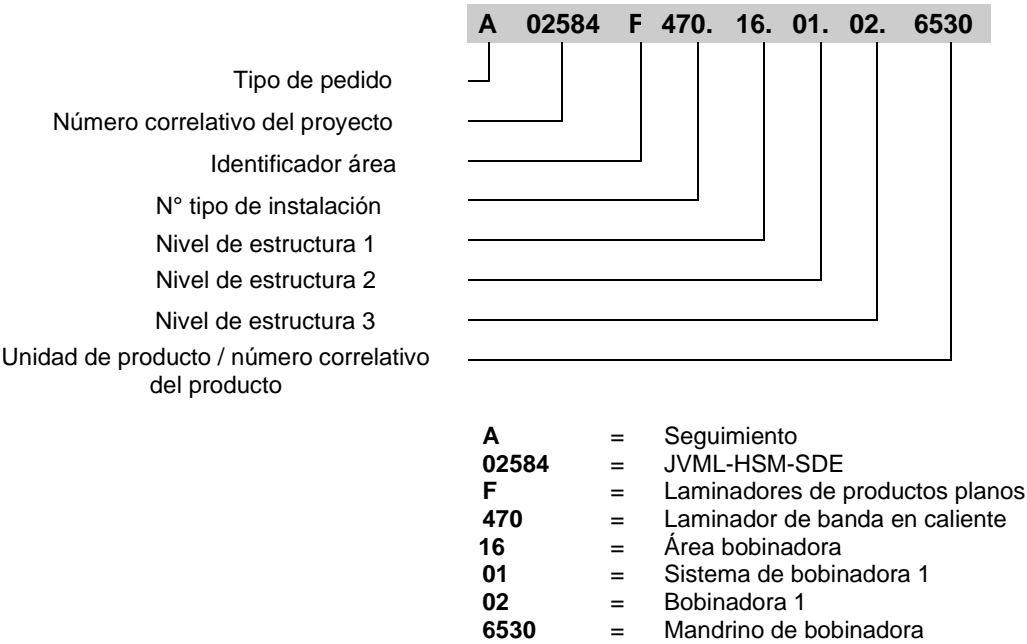 A 02584 F 470. 16. 01. 02. 6530
Tipo de pedido
Número correlativo del proyecto
Identificador área
N° tipo de instalación
Nivel de estructura 1
Nivel de estructura 2
Nivel de estructura 3
Unidad de producto / número correlativo
del producto
A = Seguimiento
02584 = JVML-HSM-SDE
F = Laminadores de productos planos
470 = Laminador de banda en caliente
16 = Área bobinadora
01 = Sistema de bobinadora 1
02 = Bobinadora 1
6530 = Mandrino de bobinadora